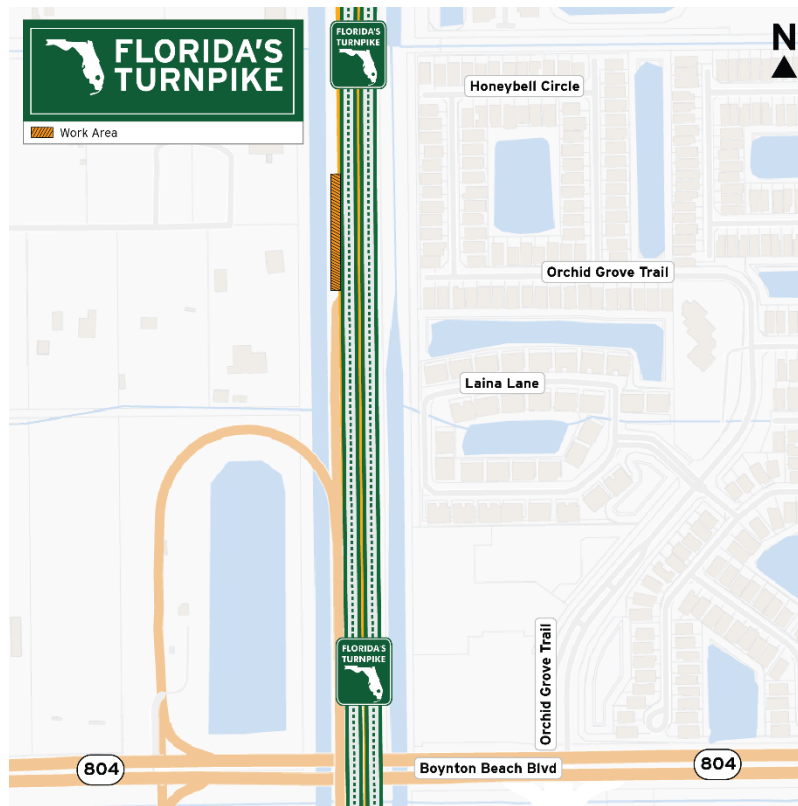 FLORIDA'S
TURNPIKE
Work Area
FLORIDA'S
TURNPIKE
N
Honeybell Circle
Orchid Grove Trail
Laina Lane
FLORIDA'S
TURNPIKE
Orchid Grove Trail
804
Boynton Beach Blvd
804